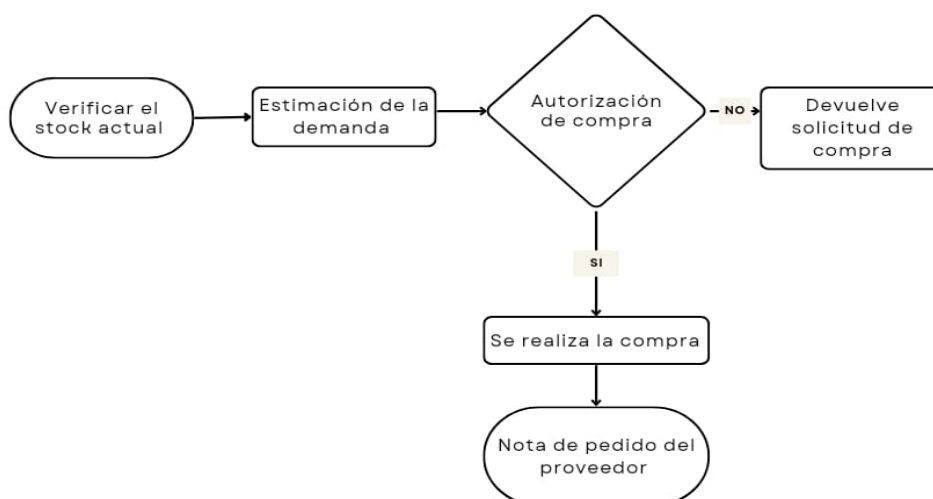 Verificar el
stock actual
Estimación de la
demanda
Autorización
de compra
NO
Devuelve
solicitud de
compra
SI
Se realiza la compra
Nota de pedido del
proveedor